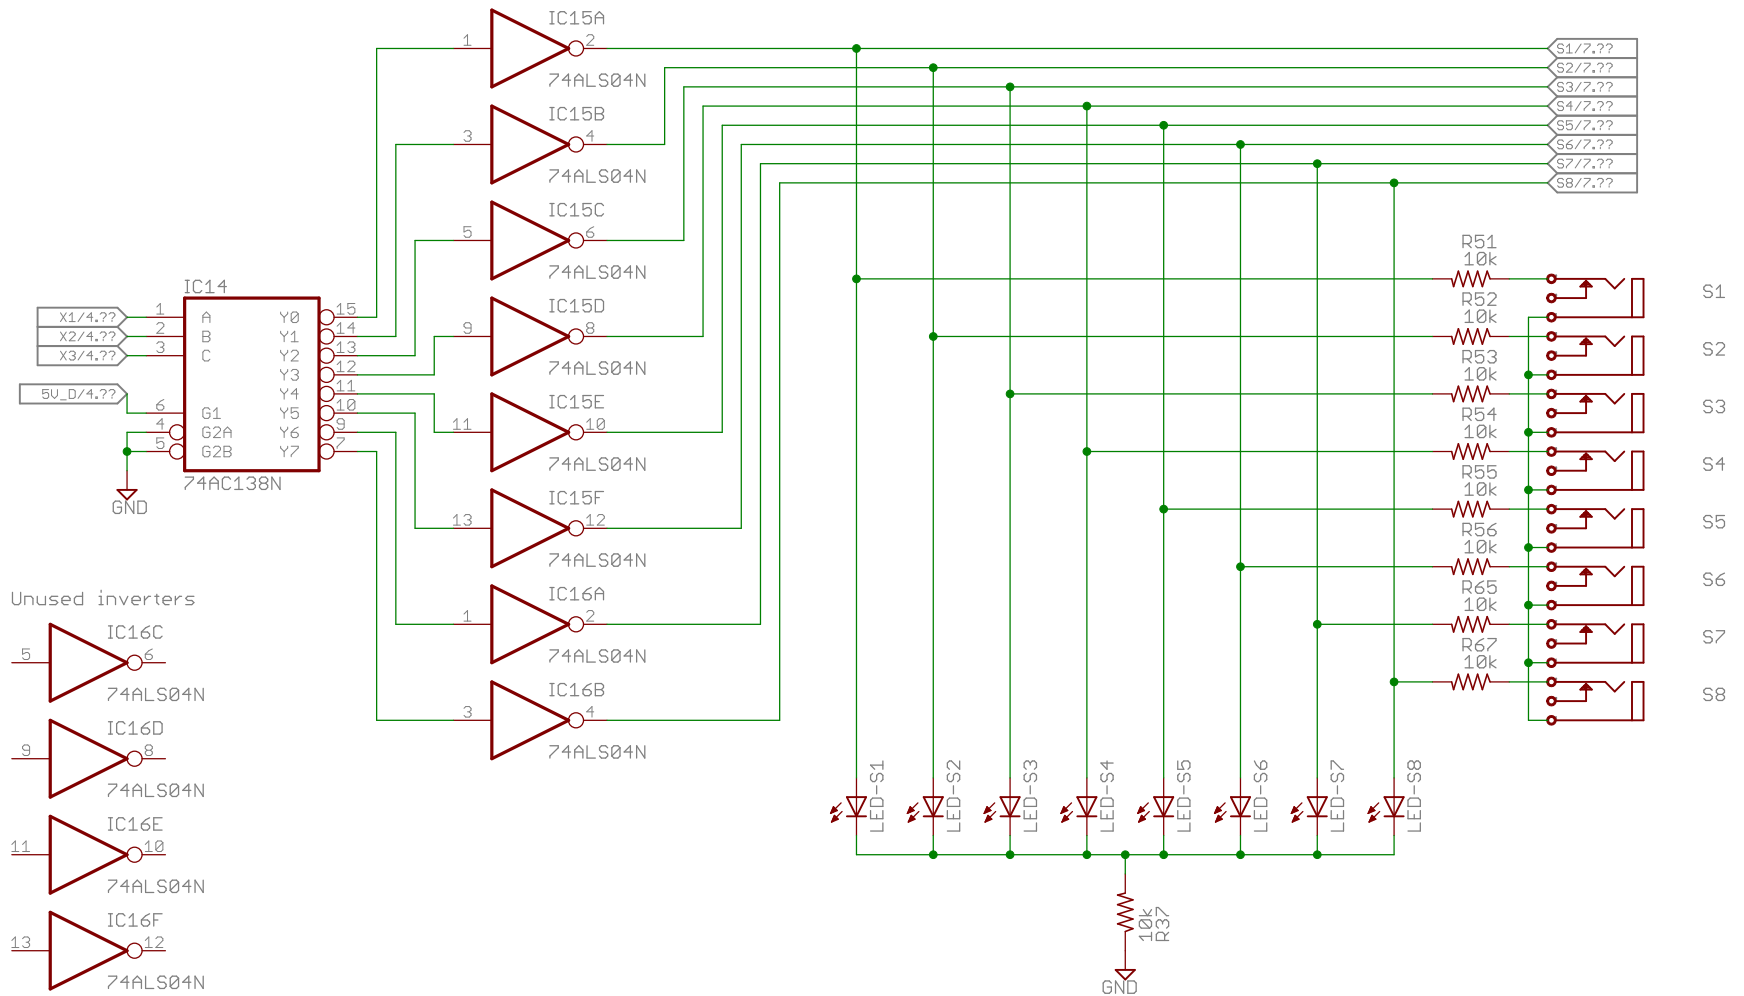 IC15A
1
2
74ALS04N
IC15B
3
4
74ALS04N
IC15C
5
6
74ALS04N
IC15D
9
8
74ALS04N
IC15E
11
10
74ALS04N
IC15F
13
12
74ALS04N
IC16A
1
2
74ALS04N
IC16B
3
4
74ALS04N
IC14
X1/4.??
X2/4.??
X3/4.??
5V_D/4.??
1
2
3
6
4
5
A
B
C
G1
G2A
G2B
Y0
Y1
Y2
Y3
Y4
Y5
Y6
Y7
15
14
13
12
11
10
9
7
74AC138N
GND
Unused inverters
IC16C
5
6
74ALS04N
IC16D
9
8
74ALS04N
IC16E
11
10
74ALS04N
IC16F
13
12
74ALS04N
S1/7.??
S2/7.??
S3/7.??
S4/7.??
S5/7.??
S6/7.??
S7/7.??
S8/7.??
R51
10k
S1
R52
10k
S2
R53
10k
S3
R54
10k
S4
R55
10k
S5
R56
10k
S6
R65
10k
S7
R67
10k
S8
LED-S1
LED-S2
LED-S3
LED-S4
LED-S5
LED-S6
LED-S7
LED-S8
10k
R37
GND